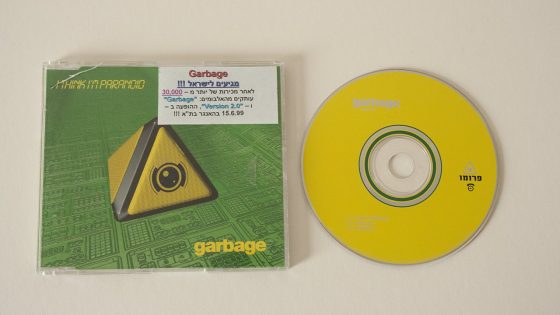 I THINK I'M PARANOID
Garbage
מגיעים לישראל !!!
לאחר מכירות של יותר מ – 30,000
עותקים מהאלבומים: "Garbage"
ו – "Version 2.0", ההופעה ב –
15.6.99 בהאנגר בת"א !!!
garbage
garbage
פרומו